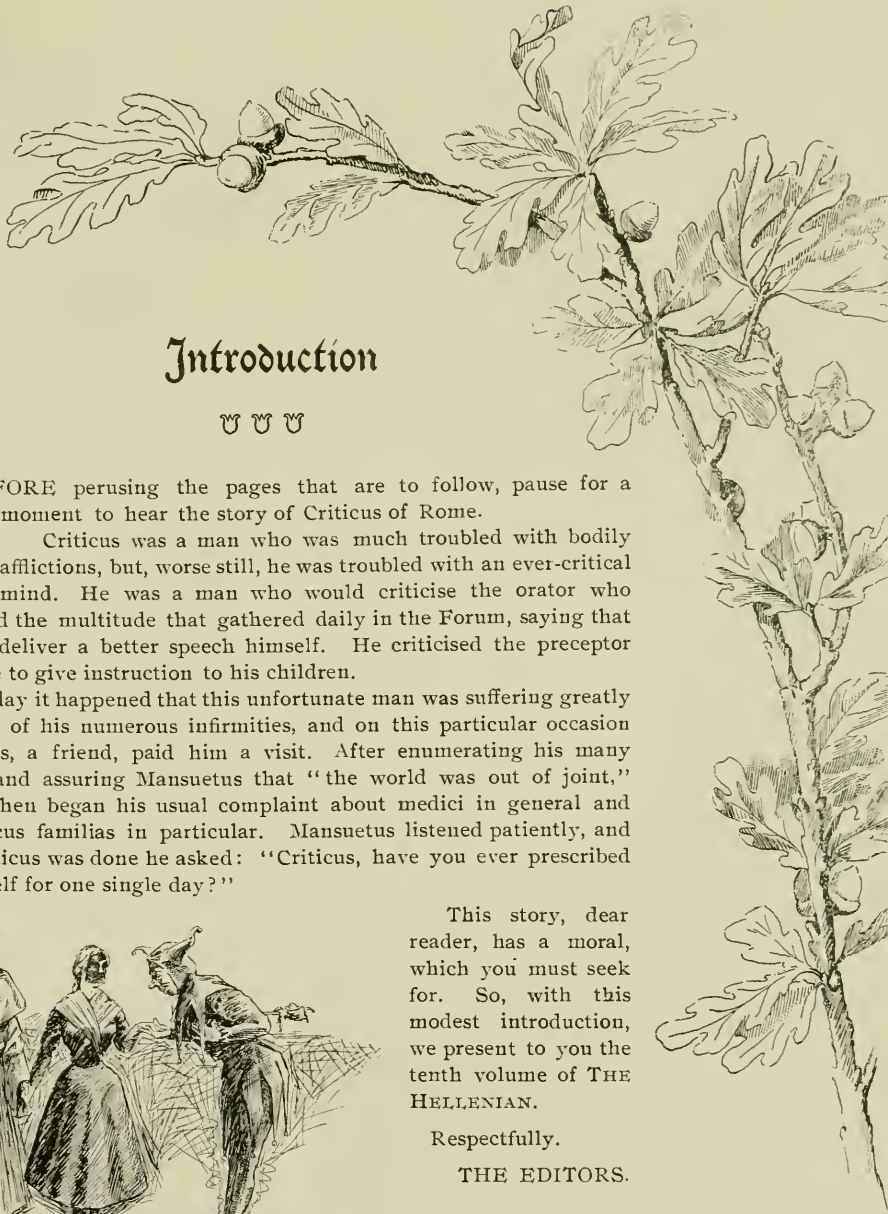 Introduction
FORE perusing the pages that are to follow, pause for a
moment to hear the story of Criticus of Rome.
Criticus was a man who was much troubled with bodily
afflictions, but, worse still, he was troubled with an ever-critical
mind. He was a man who would criticise the orator who
d the multitude that gathered daily in the Forum, saying that
deliver a better speech himself. He criticised the preceptor
to give instruction to his children.
day it happened that this unfortunate man was suffering greatly
of his numerous infirmities, and on this particular occasion
s, a friend, paid him a visit. After enumerating his many
and assuring Mansuetus that “the world was out of joint,”
then began his usual complaint about medici in general and
cus familias in particular. Mansuetus listened patiently, and
icus was done he asked: “Criticus, have you ever prescribed
elf for one single day?”
This story, dear
reader, has a moral,
which you must seek
for. So, with this
modest introduction,
we present to you the
tenth volume of THE
HELLENIAN.
Respectfully.
THE EDITORS.